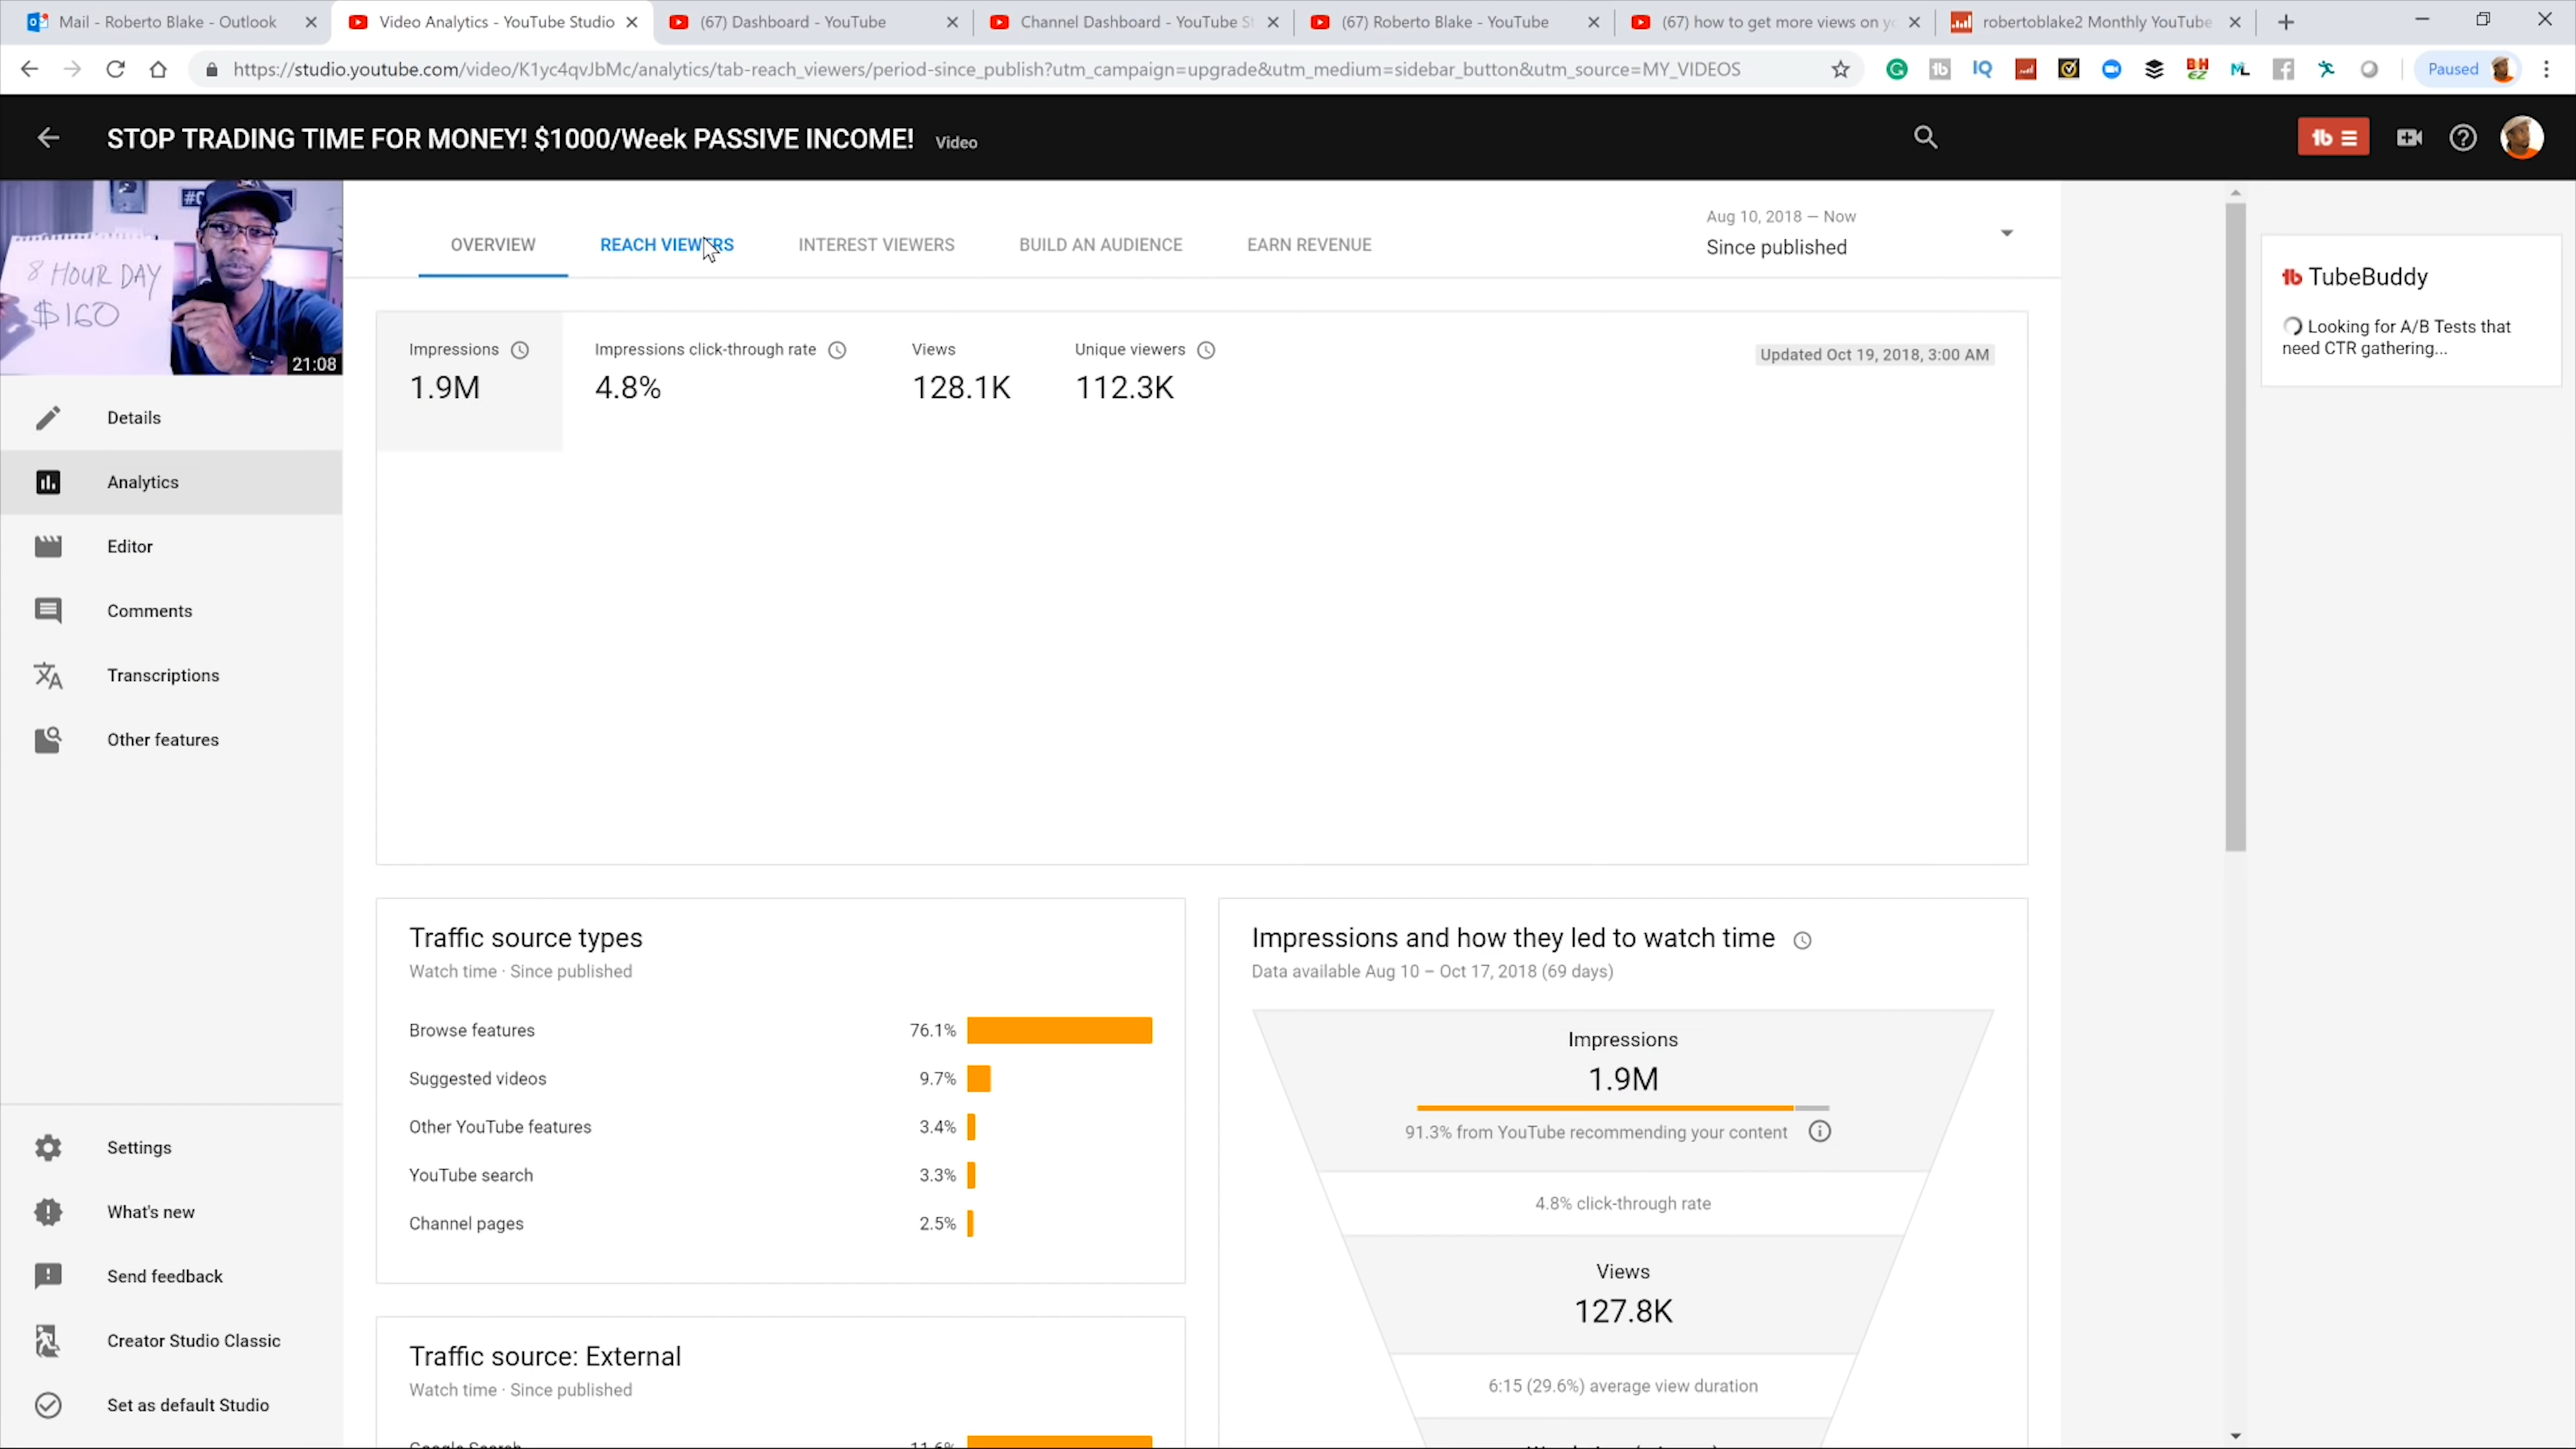 Mail - Roberto Blake - Outlook
Video Analytics - YouTube Studio
(67) Dashboard - YouTube
Channel Dashboard - YouTube St
(67) Roberto Blake - YouTube
(67) how to get more views on yo
robertoblake2 Monthly YouTube
https://studio.youtube.com/video/K1yc4qvJbMc/analytics/tab-reach_viewers/period-since_publish?utm_campaign=upgrade&utm_medium=sidebar_button&utm_source=MY_VIDEOS
Paused
STOP TRADING TIME FOR MONEY! $1000/Week PASSIVE INCOME! Video
8 HOUR DAY
$160
21:08
Details
Analytics
Editor
Comments
Transcriptions
Other features
Settings
What's new
Send feedback
Creator Studio Classic
Set as default Studio
OVERVIEW
REACH VIEWERS
INTEREST VIEWERS
BUILD AN AUDIENCE
EARN REVENUE
Aug 10, 2018 – Now
Since published
Impressions
1.9M
Impressions click-through rate
4.8%
Views
128.1K
Unique viewers
112.3K
Updated Oct 19, 2018, 3:00 AM
Traffic source types
Watch time · Since published
Browse features 76.1%
Suggested videos 9.7%
Other YouTube features 3.4%
YouTube search 3.3%
Channel pages 2.5%
Traffic source: External
Watch time · Since published
Google Search 11.6%
Impressions and how they led to watch time
Data available Aug 10 – Oct 17, 2018 (69 days)
Impressions
1.9M
91.3% from YouTube recommending your content
4.8% click-through rate
Views
127.8K
6:15 (29.6%) average view duration
TubeBuddy
Looking for A/B Tests that
need CTR gathering...